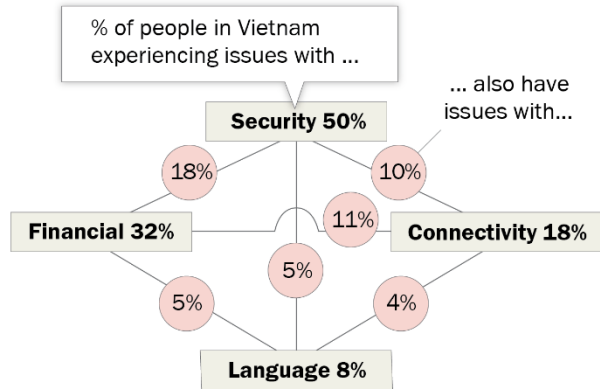 % of people in Vietnam
experiencing issues with ...
... also have
issues with...
Security 50%
18%
10%
11%
Financial 32%
Connectivity 18%
5%
5%
4%
Language 8%